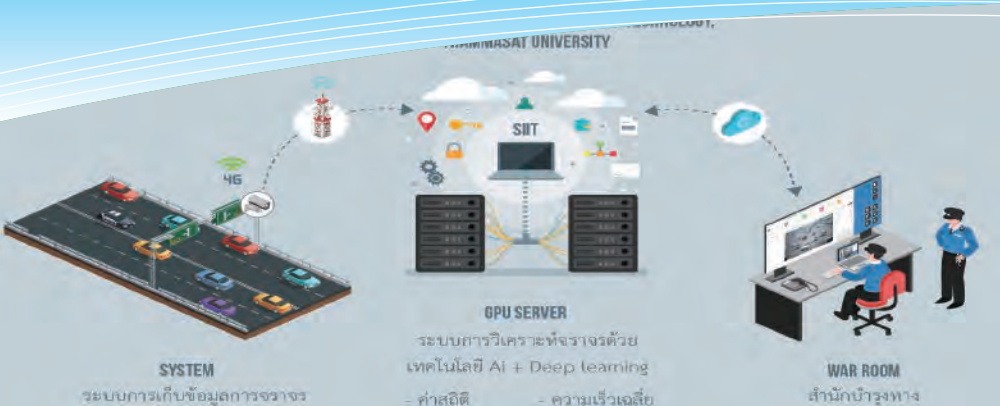 THAMMASAT UNIVERSITY
SIIT
4G
GPU SERVER
ระบบการวิเคราะห์จราจรด้วย
เทคโนโลยี Ai + Deep learning
- ค่าสถิติ - ความเร็วเฉลี่ย
SYSTEM
ระบบการเก็บข้อมูลการจราจร
WAR ROOM
สำนักบำรุงทาง